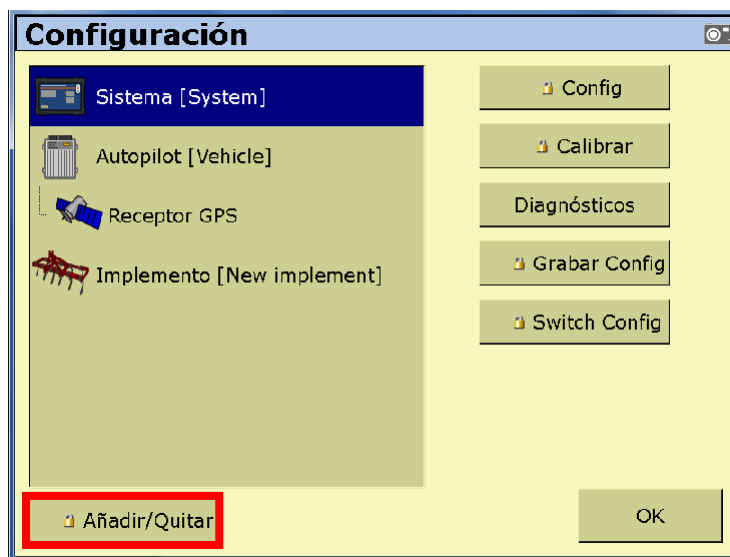 Configuración
Sistema [System]
Autopilot [Vehicle]
Receptor GPS
Implemento [New implement]
Config
Calibrar
Diagnósticos
Grabar Config
Switch Config
Añadir/Quitar
OK